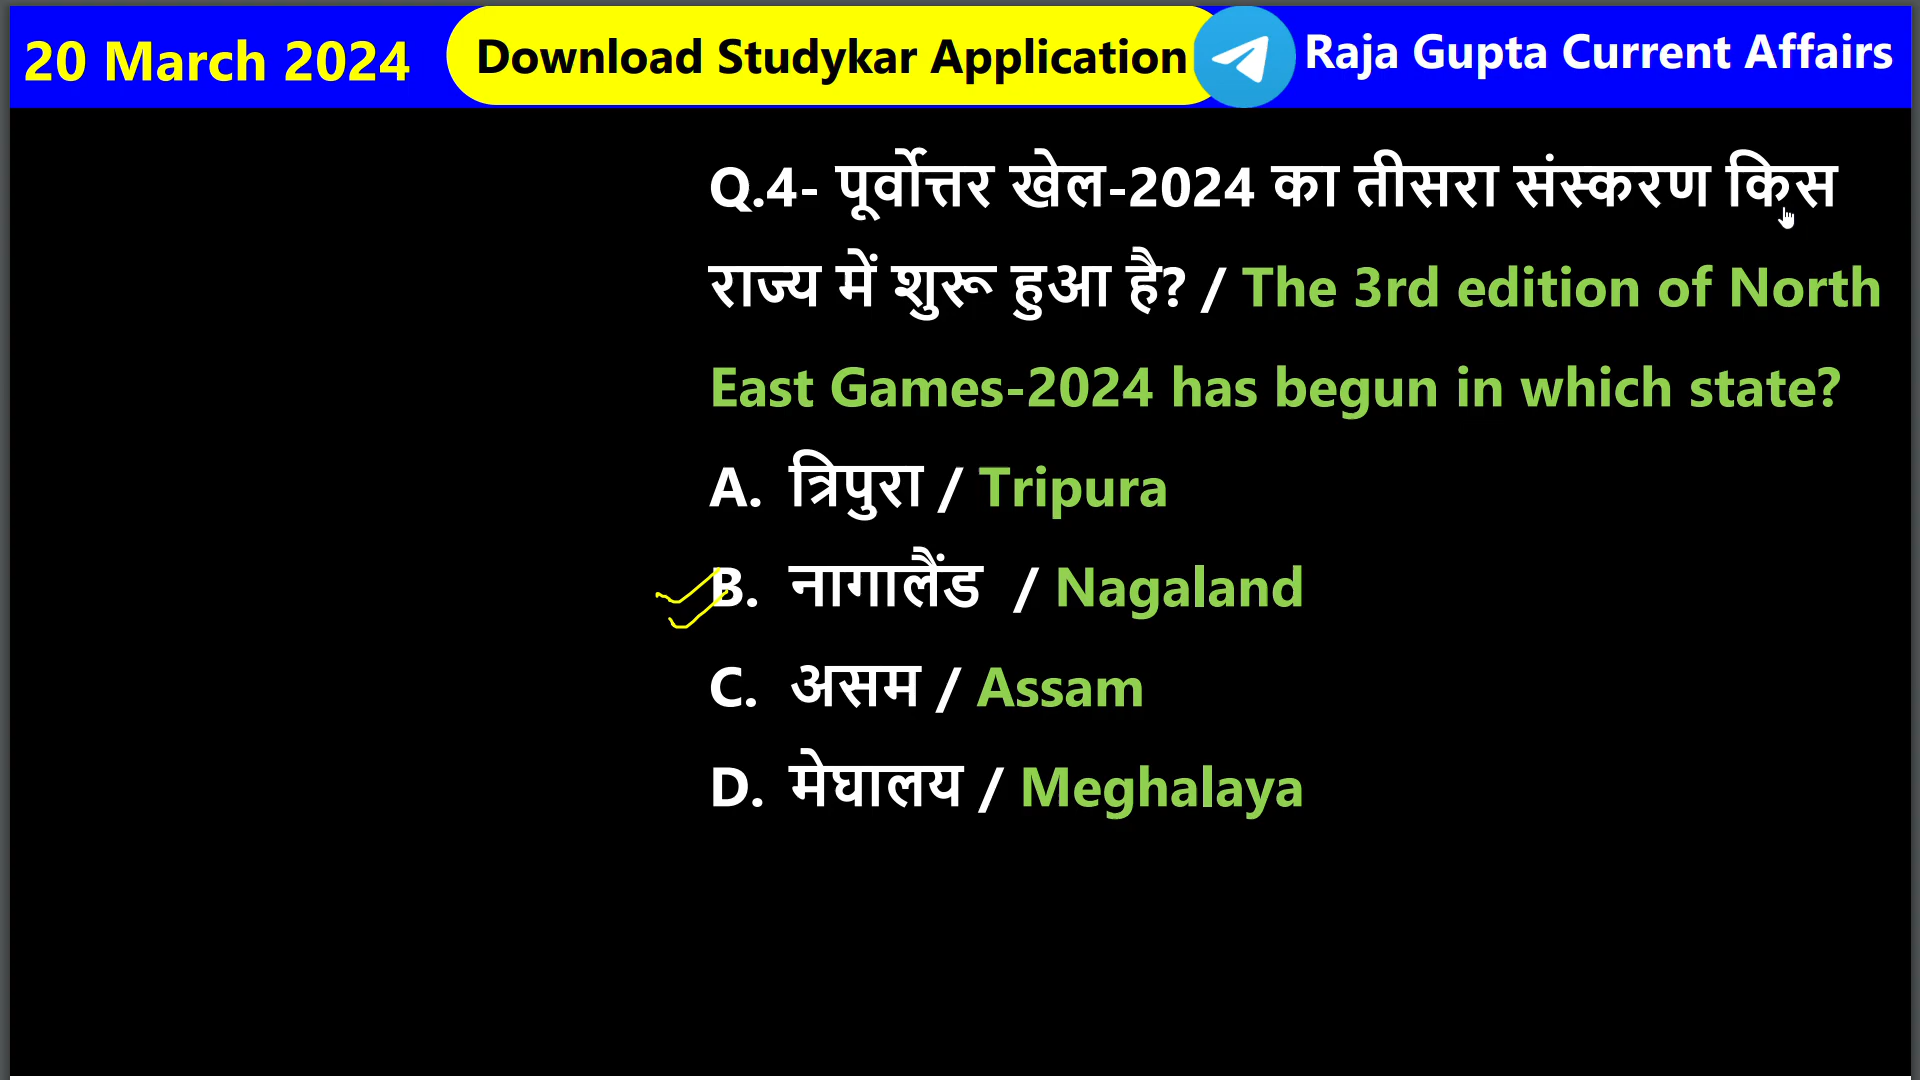 20 March 2024 Download Studykar Application Raja Gupta Current Affairs
Q.4- पूर्वोत्तर खेल-2024 का तीसरा संस्करण किस
राज्य में शुरू हुआ है? / The 3rd edition of North
East Games-2024 has begun in which state?
A. त्रिपुरा / Tripura
B. नागालैंड / Nagaland
C. असम / Assam
D. मेघालय / Meghalaya